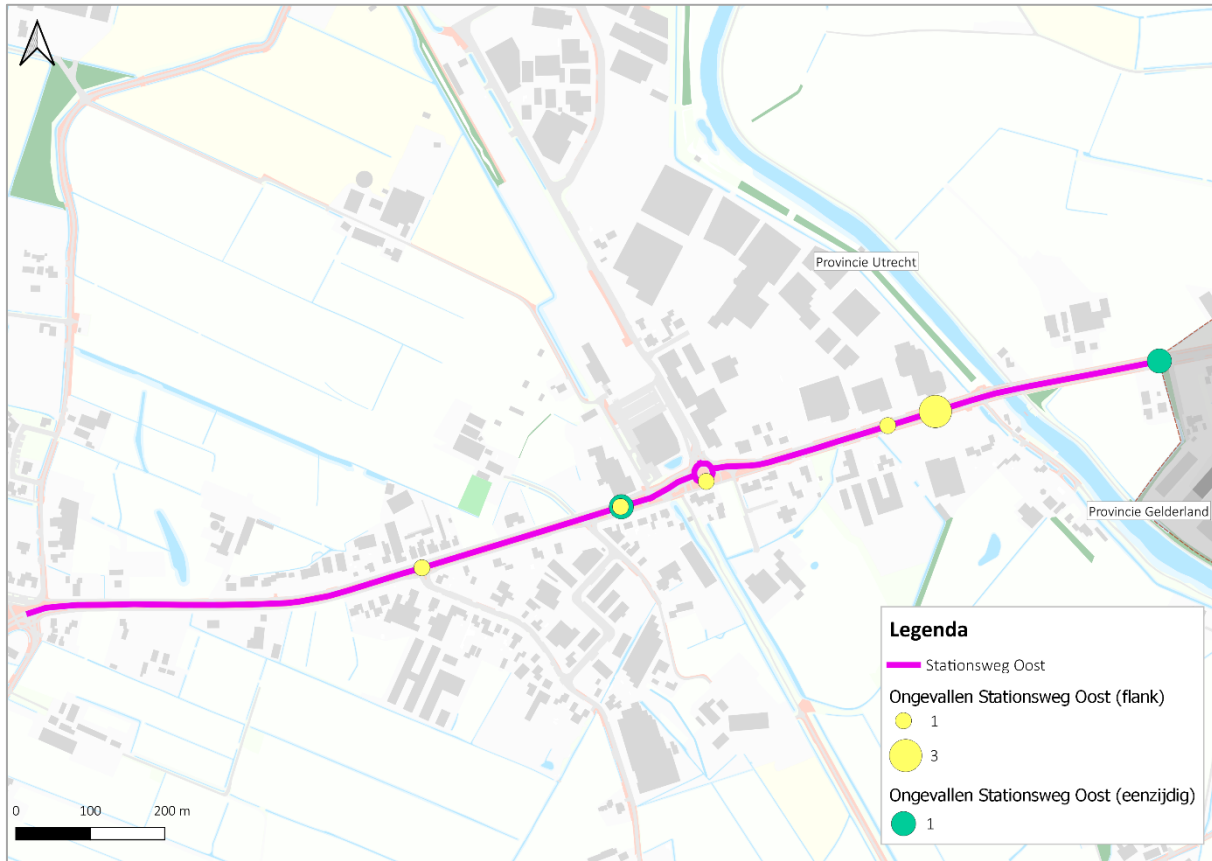 Provincie Utrecht
Provincie Gelderland
Legenda
Stationsweg Oost
Ongevallen Stationsweg Oost (flank)
1
3
Ongevallen Stationsweg Oost (eenzijdig)
1
0 100 200 m